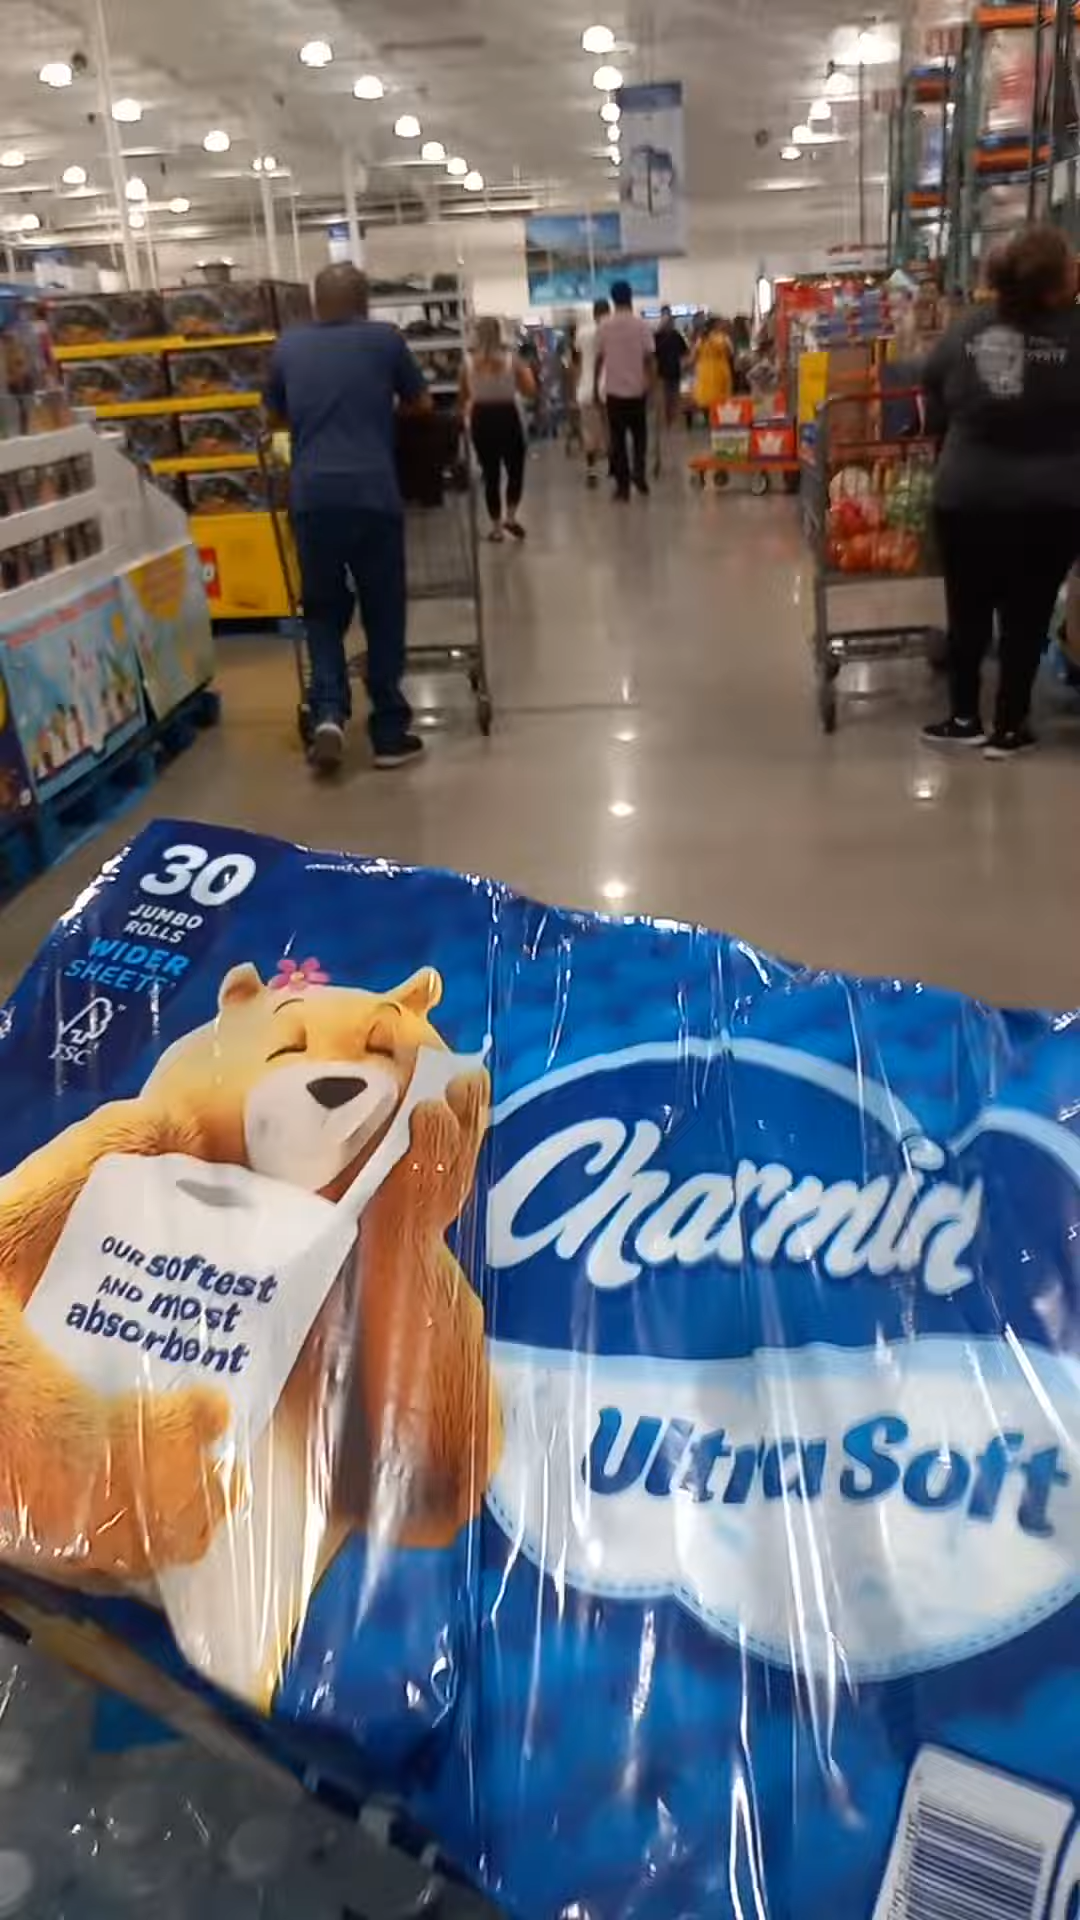 30
JUMBO
ROLLS
WIDER
SHEETS
FSC
OUR softest
AND most
absorbent
Charmin
Ultra Soft